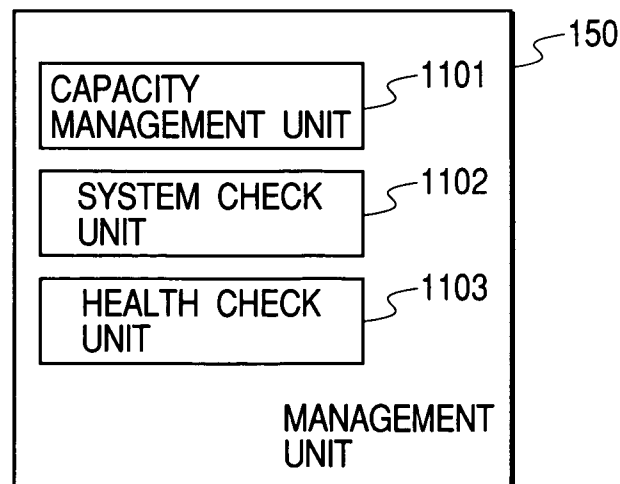 150
CAPACITY
MANAGEMENT UNIT
1101
SYSTEM CHECK
UNIT
1102
HEALTH CHECK
UNIT
1103
MANAGEMENT
UNIT